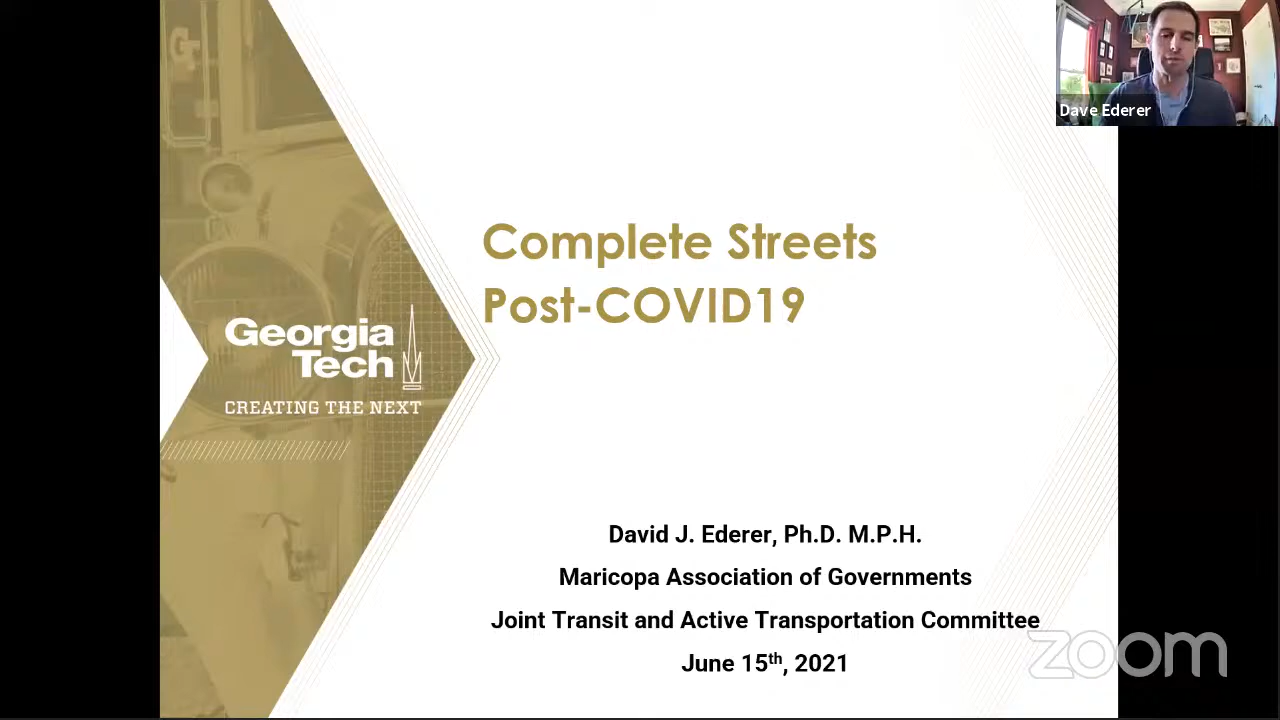 Dave Ederer
Complete Streets
Post-COVID19
Georgia
Tech
CREATING THE NEXT
David J. Ederer, Ph.D. M.P.H.
Maricopa Association of Governments
Joint Transit and Active Transportation Committee
June 15th, 2021
zoom